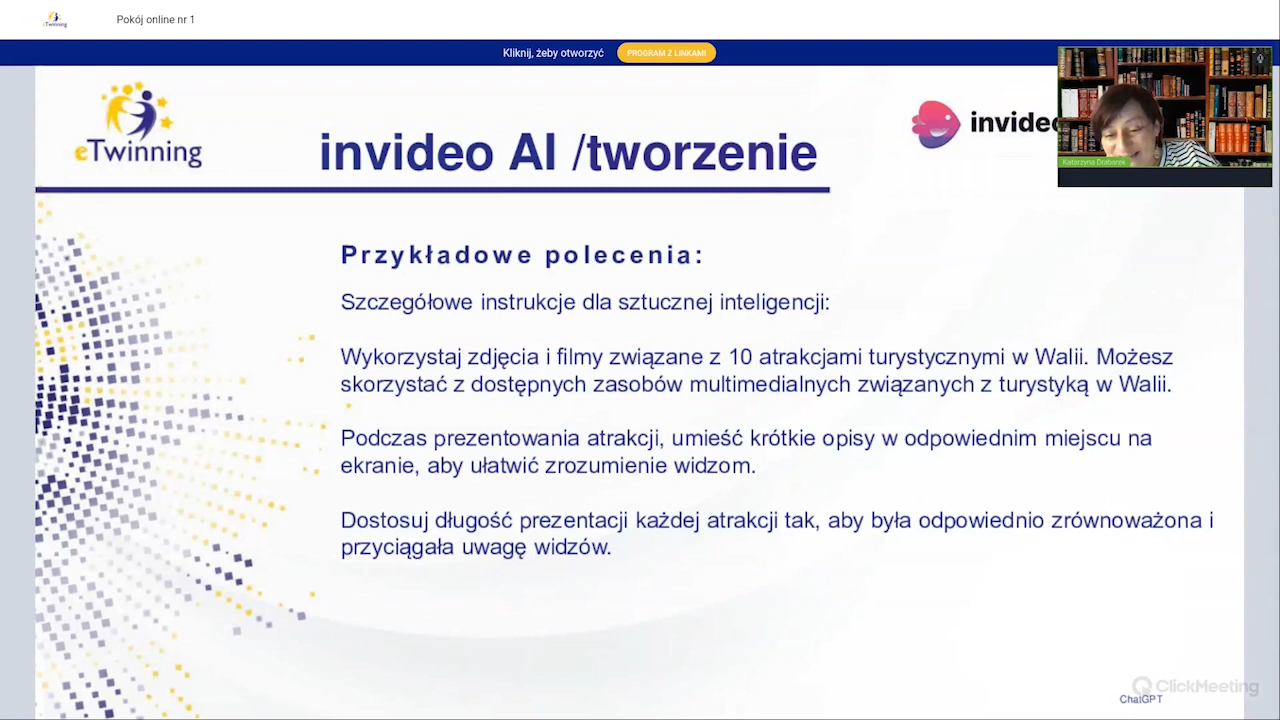 eTwinning
Pokój online nr 1
Kliknij, żeby otworzyć
PROGRAM Z LINKAMI
eTwinning
invideo AI /tworzenie
invideo
Katarzyna Drabarek
Przykładowe polecenia:
Szczegółowe instrukcje dla sztucznej inteligencji:
Wykorzystaj zdjęcia i filmy związane z 10 atrakcjami turystycznymi w Walii. Możesz
skorzystać z dostępnych zasobów multimedialnych związanych z turystyką w Walii.
Podczas prezentowania atrakcji, umieść krótkie opisy w odpowiednim miejscu na
ekranie, aby ułatwić zrozumienie widzom.
Dostosuj długość prezentacji każdej atrakcji tak, aby była odpowiednio zrównoważona i
przyciągała uwagę widzów.
ClickMeeting
ChatGPT